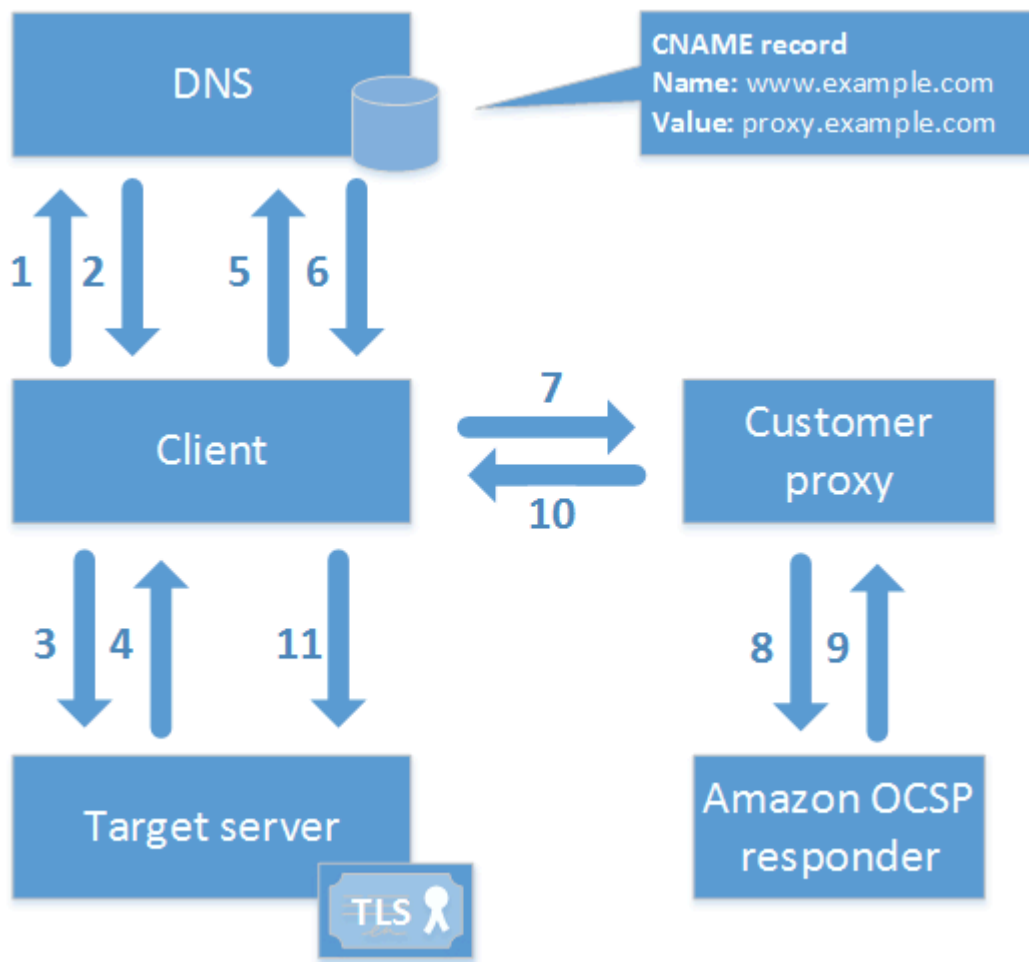 DNS
CNAME record
Name: www.example.com
Value: proxy.example.com
1
2
5
6
Client
7
10
Customer
proxy
3
4
11
8
9
Target server
TLS
Amazon OCSP
responder